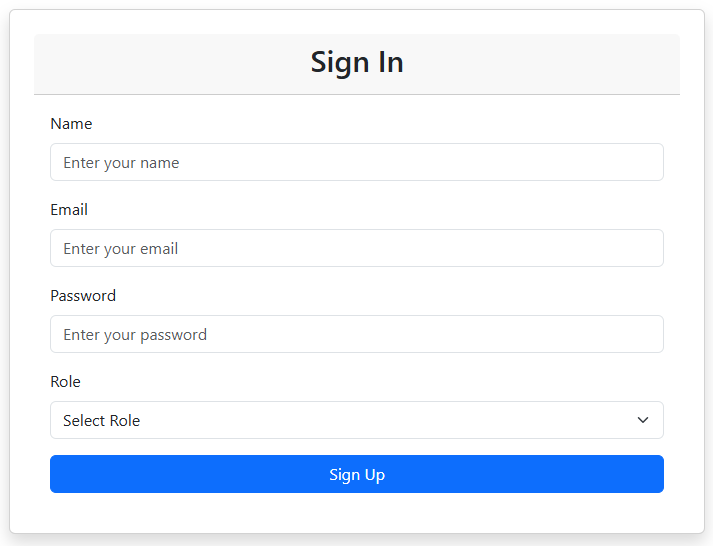 Sign In
Name
Enter your name
Email
Enter your email
Password
Enter your password
Role
Select Role
Sign Up